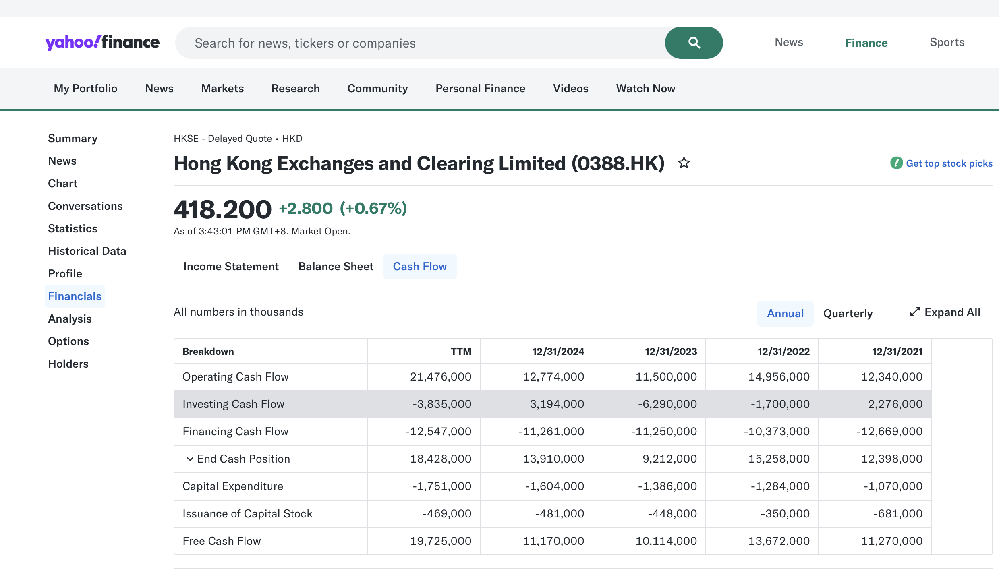 yahoo!finance
Search for news, tickers or companies
News Finance Sports
My Portfolio News Markets Research Community Personal Finance Videos Watch Now
Summary
News
Chart
Conversations
Statistics
Historical Data
Profile
Financials
Analysis
Options
Holders
HKSE - Delayed Quote • HKD
Hong Kong Exchanges and Clearing Limited (0388.HK)
Get top stock picks
418.200 +2.800 (+0.67%)
As of 3:43:01 PM GMT+8. Market Open.
Income Statement Balance Sheet Cash Flow
All numbers in thousands
Annual Quarterly Expand All
Breakdown TTM 12/31/2024 12/31/2023 12/31/2022 12/31/2021
Operating Cash Flow 21,476,000 12,774,000 11,500,000 14,956,000 12,340,000
Investing Cash Flow -3,835,000 3,194,000 -6,290,000 -1,700,000 2,276,000
Financing Cash Flow -12,547,000 -11,261,000 -11,250,000 -10,373,000 -12,669,000
End Cash Position 18,428,000 13,910,000 9,212,000 15,258,000 12,398,000
Capital Expenditure -1,751,000 -1,604,000 -1,386,000 -1,284,000 -1,070,000
Issuance of Capital Stock -469,000 -481,000 -448,000 -350,000 -681,000
Free Cash Flow 19,725,000 11,170,000 10,114,000 13,672,000 11,270,000